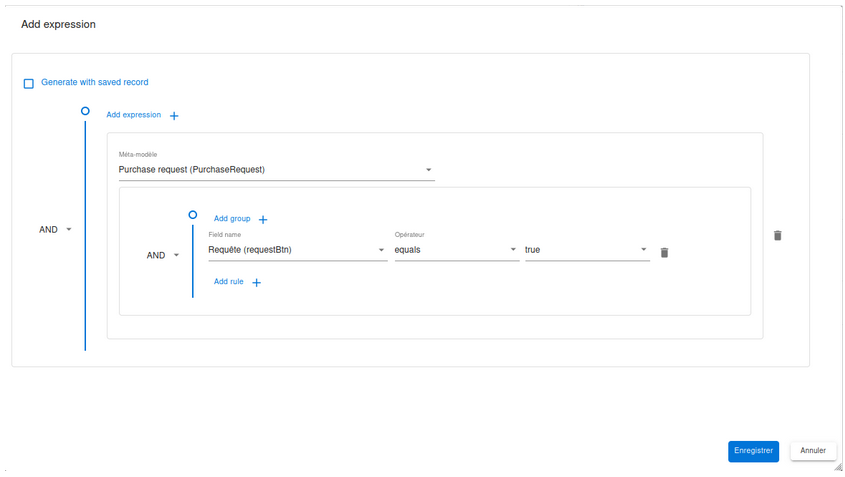 Add expression
Generate with saved record
Add expression
Méta-modèle
Purchase request (PurchaseRequest)
Add group
Field name Opérateur
AND
AND Requête (requestBtn) equals true
Add rule
Enregistrer Annuler